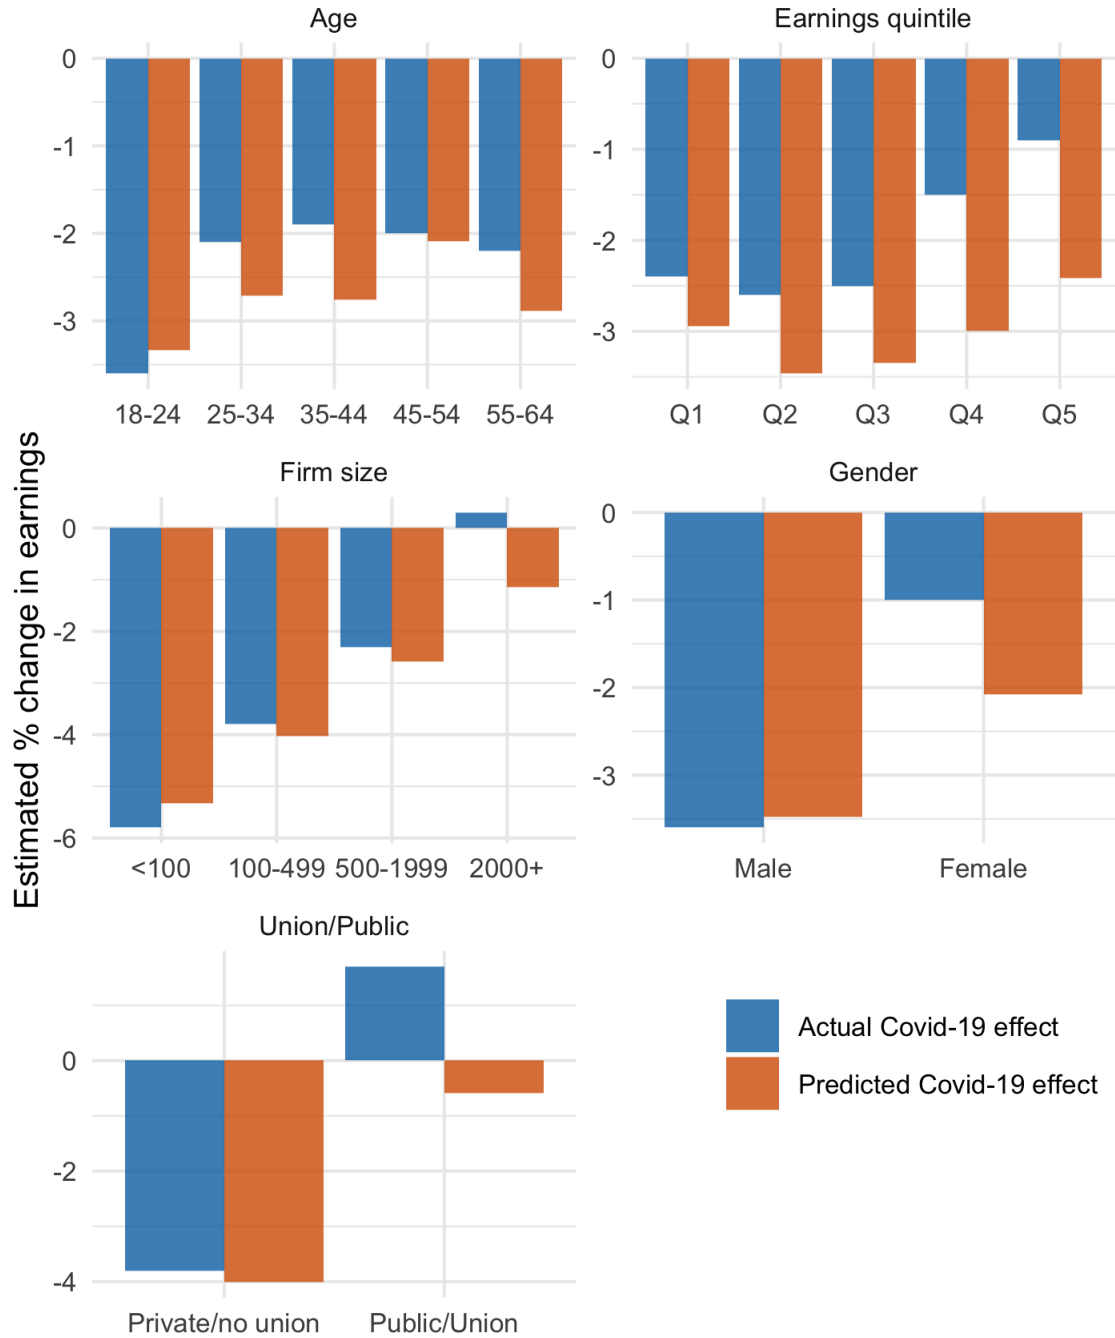 Age
0
-1
-2
-3
18-24 25-34 35-44 45-54 55-64
Earnings quintile
0
-1
-2
-3
Q1 Q2 Q3 Q4 Q5
Estimated % change in earnings
Firm size
0
-2
-4
-6
<100 100-499 500-1999 2000+
Gender
0
-1
-2
-3
Male Female
Union/Public
0
-2
-4
Private/no union Public/Union
Actual Covid-19 effect
Predicted Covid-19 effect